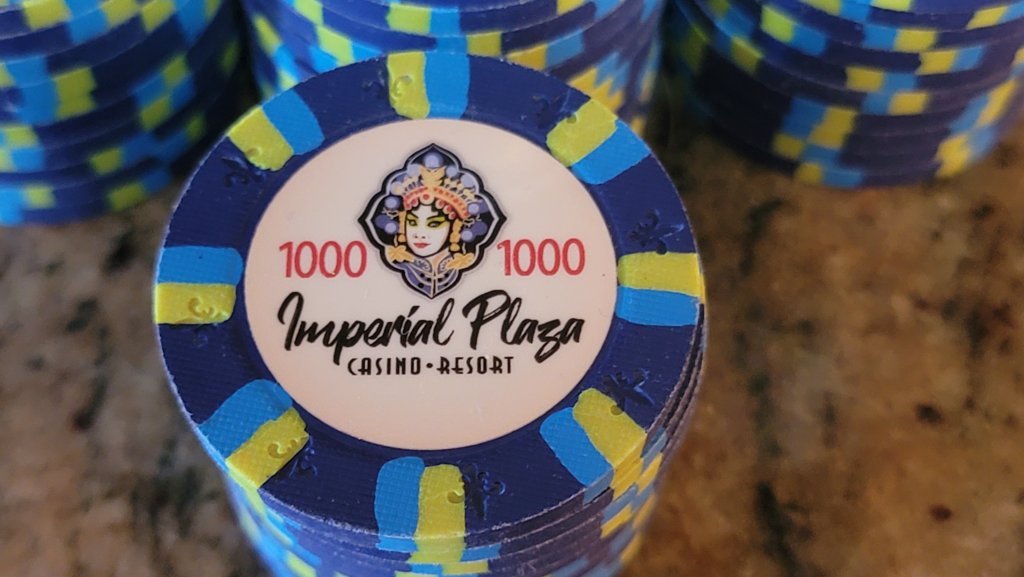 1000 1000
Imperial Plaza
CASINO • RESORT